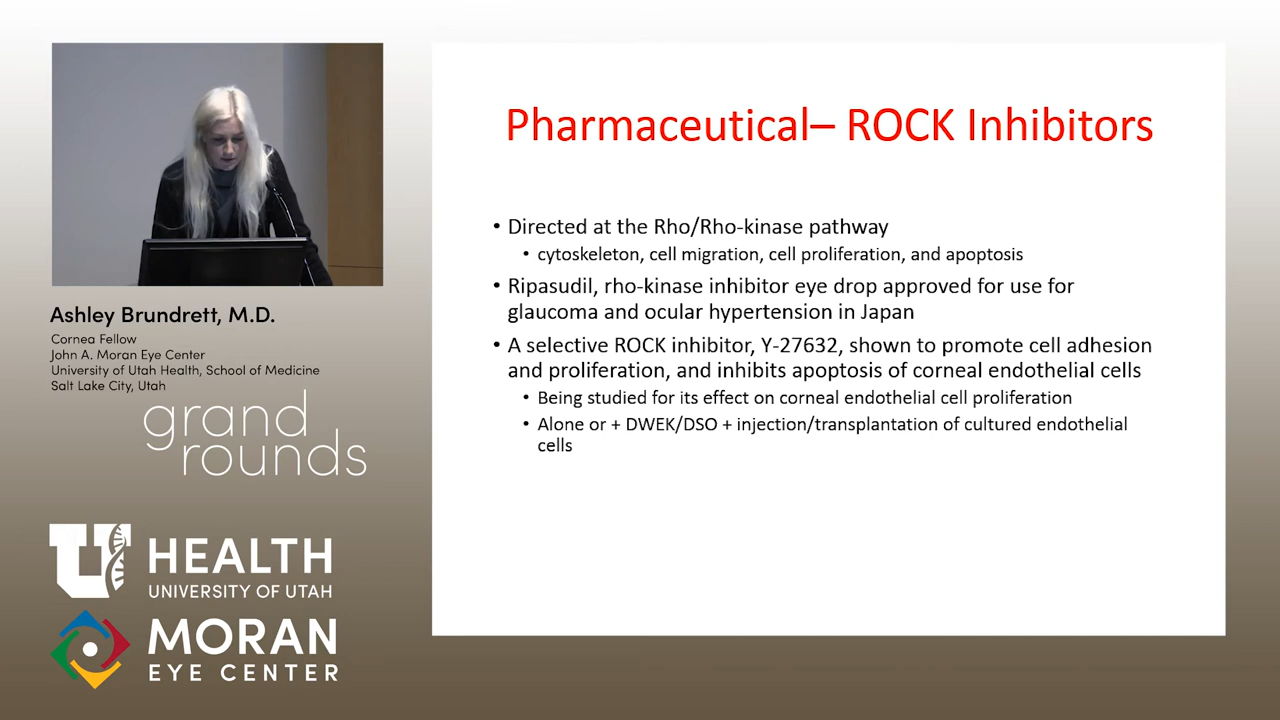 Ashley Brundrett, M.D.
Cornea Fellow
John A. Moran Eye Center
University of Utah Health, School of Medicine
Salt Lake City, Utah
grand
rounds
U HEALTH
UNIVERSITY OF UTAH
MORAN
EYE CENTER
Pharmaceutical– ROCK Inhibitors
• Directed at the Rho/Rho-kinase pathway
• cytoskeleton, cell migration, cell proliferation, and apoptosis
• Ripasudil, rho-kinase inhibitor eye drop approved for use for
glaucoma and ocular hypertension in Japan
• A selective ROCK inhibitor, Y-27632, shown to promote cell adhesion
and proliferation, and inhibits apoptosis of corneal endothelial cells
• Being studied for its effect on corneal endothelial cell proliferation
• Alone or + DWEK/DSO + injection/transplantation of cultured endothelial
cells